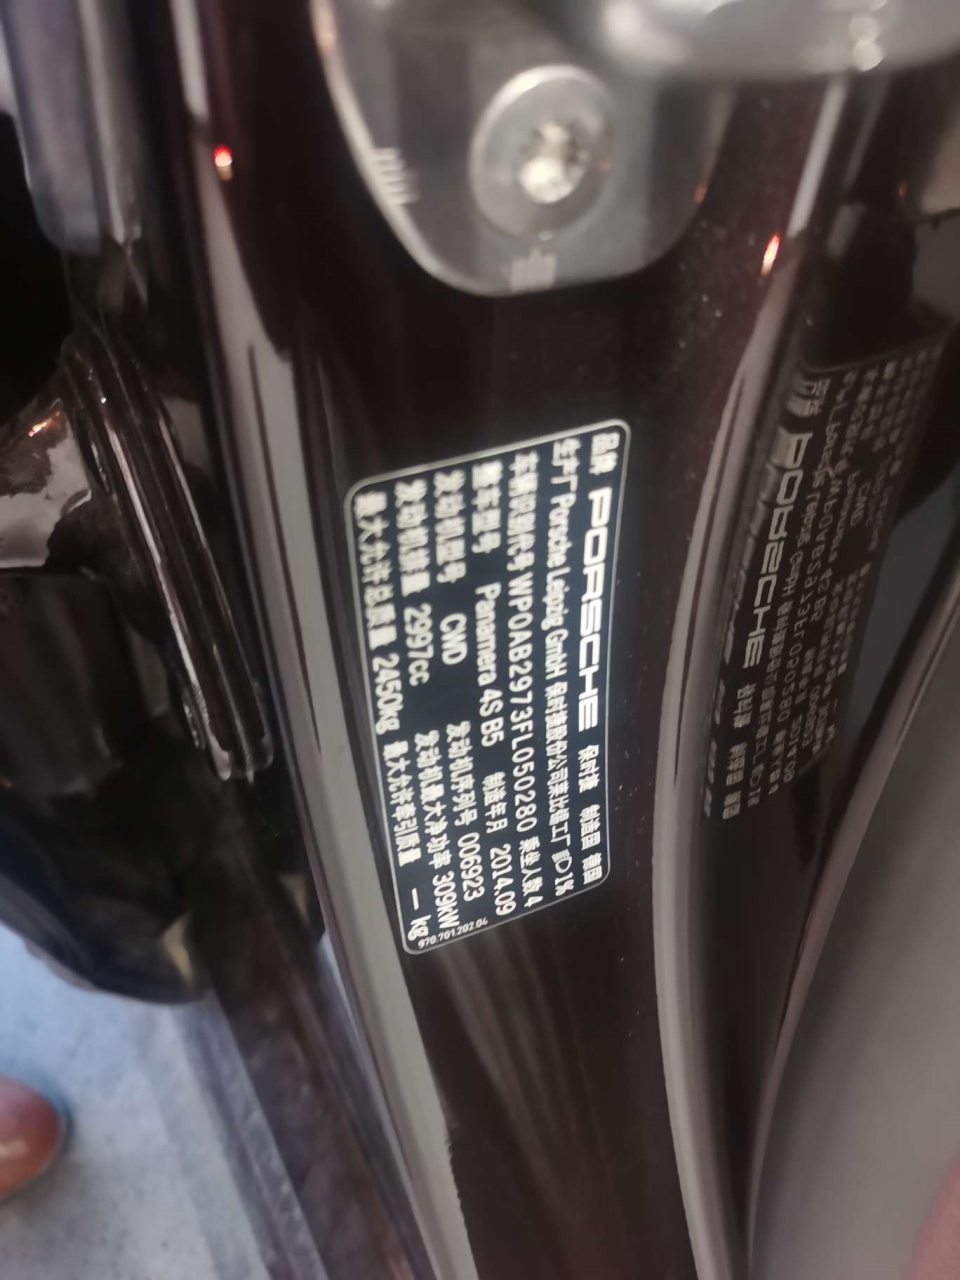 品牌 PORSCHE 保时捷 制造国 德国
生产厂 Porsche Leipzig GmbH 保时捷股份公司莱比锡工厂 ED.1%
车辆识别代号 WP0AB2973FL050280 乘坐人数 4
整车型号 Panamera 4S B5 制造年月 2014.09
发动机型号 CWD 发动机序列号 006923
发动机排量 2997cc 发动机最大净功率 309kW
最大允许总质量 2450kg 最大允许牵引质量 — kg
970.701.202.04